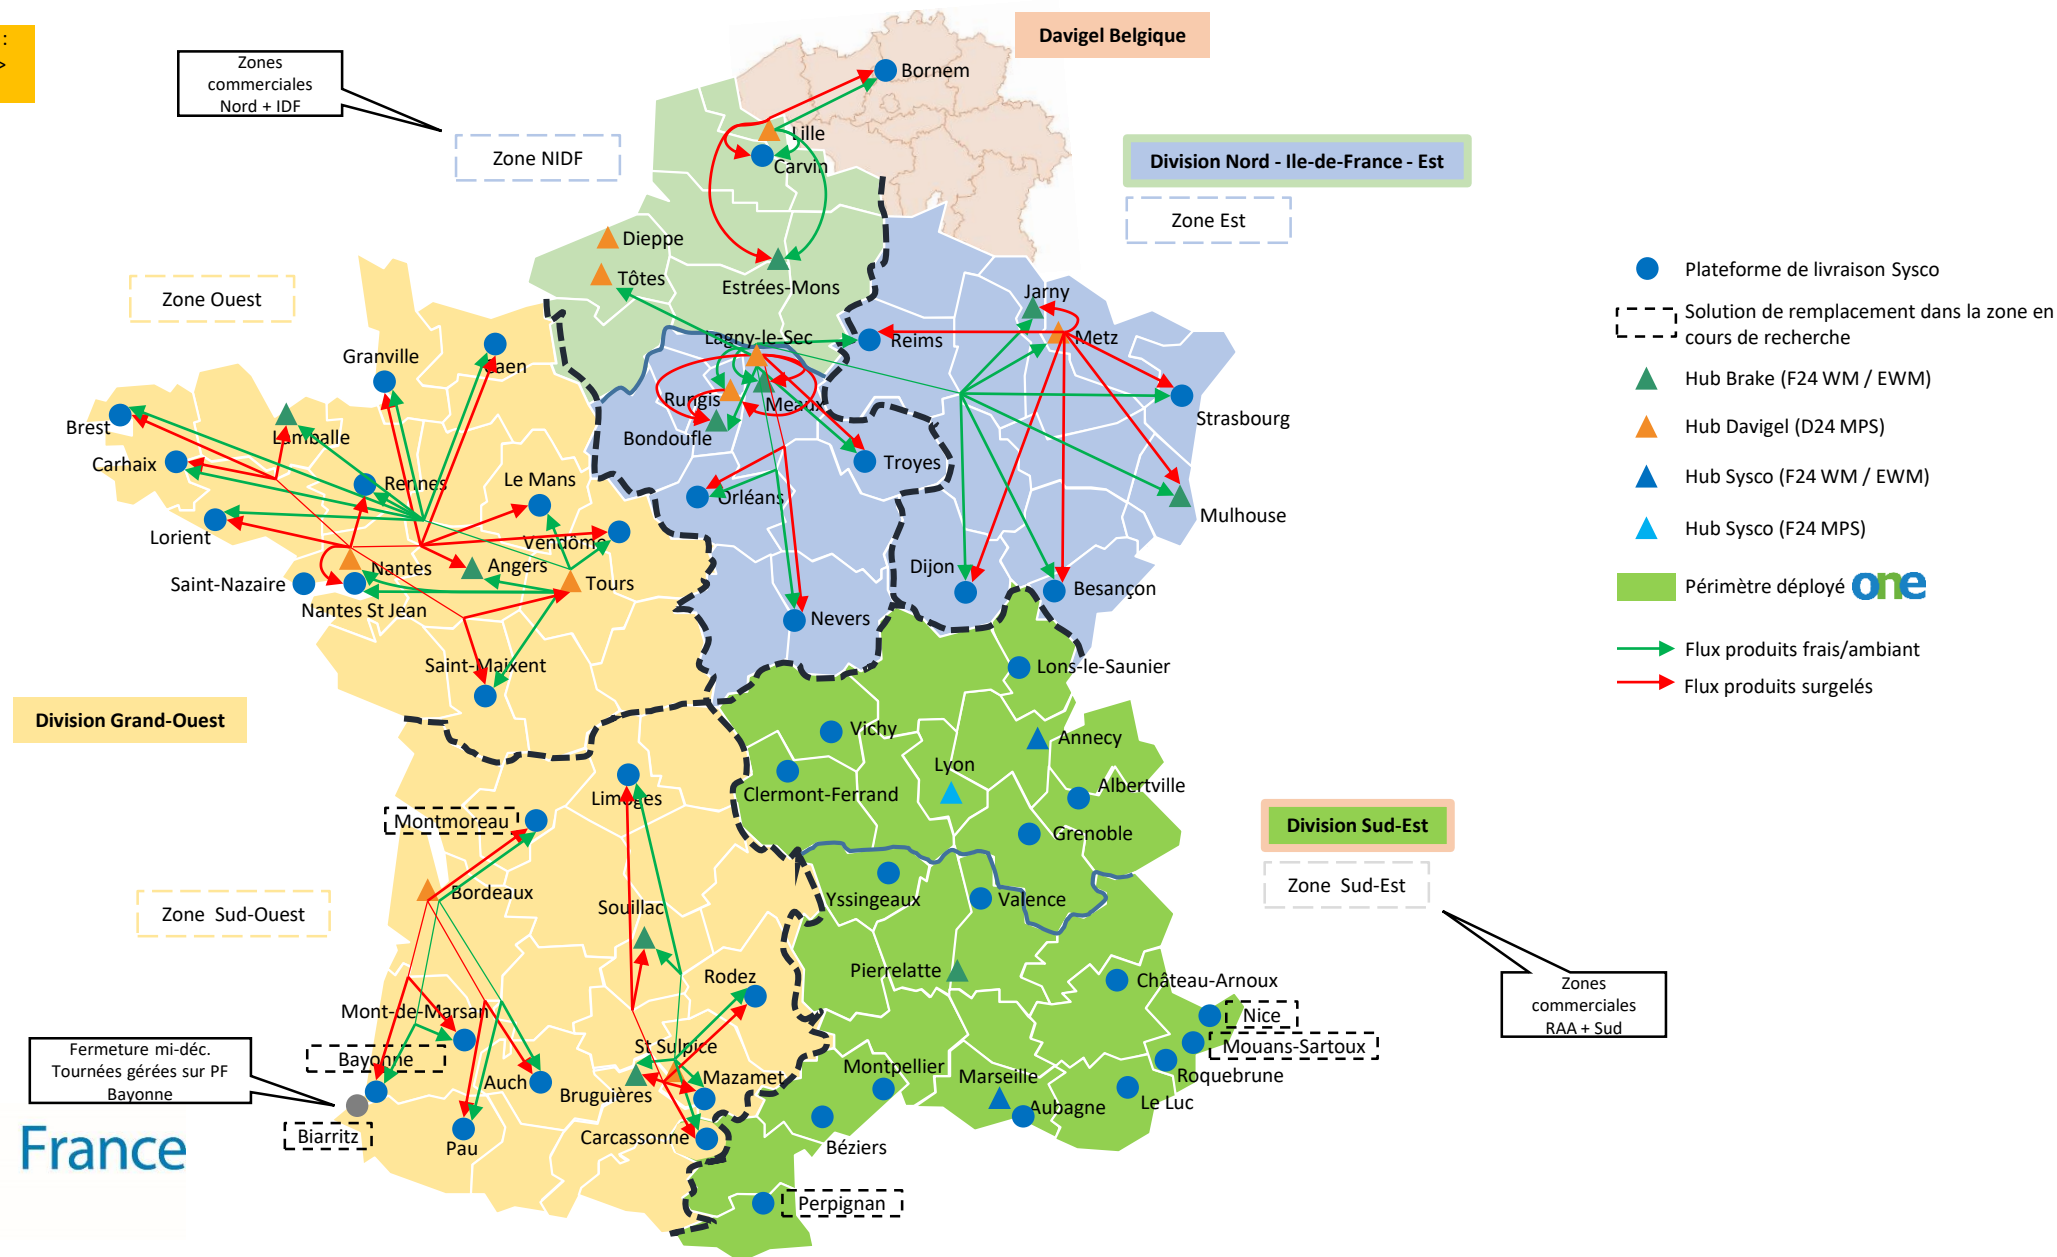 :
>
Zones
commerciales
Nord + IDF
Davigel Belgique
Bornem
Zone NIDF
Lille
Carvin
Division Nord - Ile-de-France - Est
Zone Est
Dieppe
Tôtes
Estrées-Mons
Zone Ouest
Plateforme de livraison Sysco
Solution de remplacement dans la zone en
cours de recherche
Hub Brake (F24 WM / EWM)
Hub Davigel (D24 MPS)
Hub Sysco (F24 WM / EWM)
Hub Sysco (F24 MPS)
Périmètre déployé one
Flux produits frais/ambiant
Flux produits surgelés
Jarny
Metz
Lagny-le-Sec
Reims
Granville
Caen
Rungis
Meaux
Bondoufle
Strasbourg
Brest
Lamballe
Carhaix
Rennes
Le Mans
Troyes
Orléans
Mulhouse
Lorient
Vendôme
Nantes
Angers
Tours
Saint-Nazaire
Nantes St Jean
Dijon
Besançon
Nevers
Saint-Maixent
Lons-le-Saunier
Division Grand-Ouest
Vichy
Annecy
Lyon
Clermont-Ferrand
Albertville
Grenoble
Limoges
Montmoreau
Division Sud-Est
Zone Sud-Est
Bordeaux
Zone Sud-Ouest
Souillac
Yssingeaux
Valence
Pierrelatte
Château-Arnoux
Rodez
Zones
commerciales
RAA + Sud
Mont-de-Marsan
Nice
Mouans-Sartoux
Roquebrune
Fermeture mi-déc.
Tournées gérées sur PF
Bayonne
Bayonne
St Sulpice
Auch
Bruguières
Mazamet
Montpellier
Marseille
Aubagne
Le Luc
Biarritz
Pau
Carcassonne
Béziers
France
Perpignan